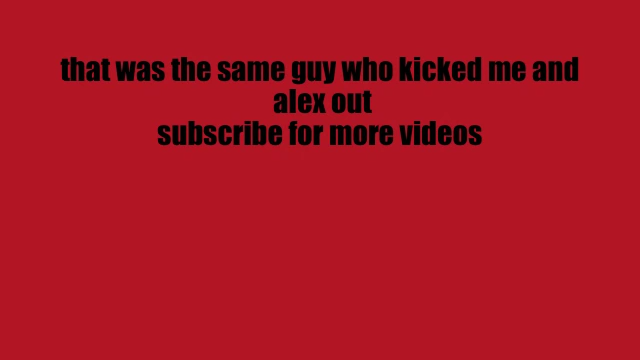 that was the same guy who kicked me and
alex out
subscribe for more videos